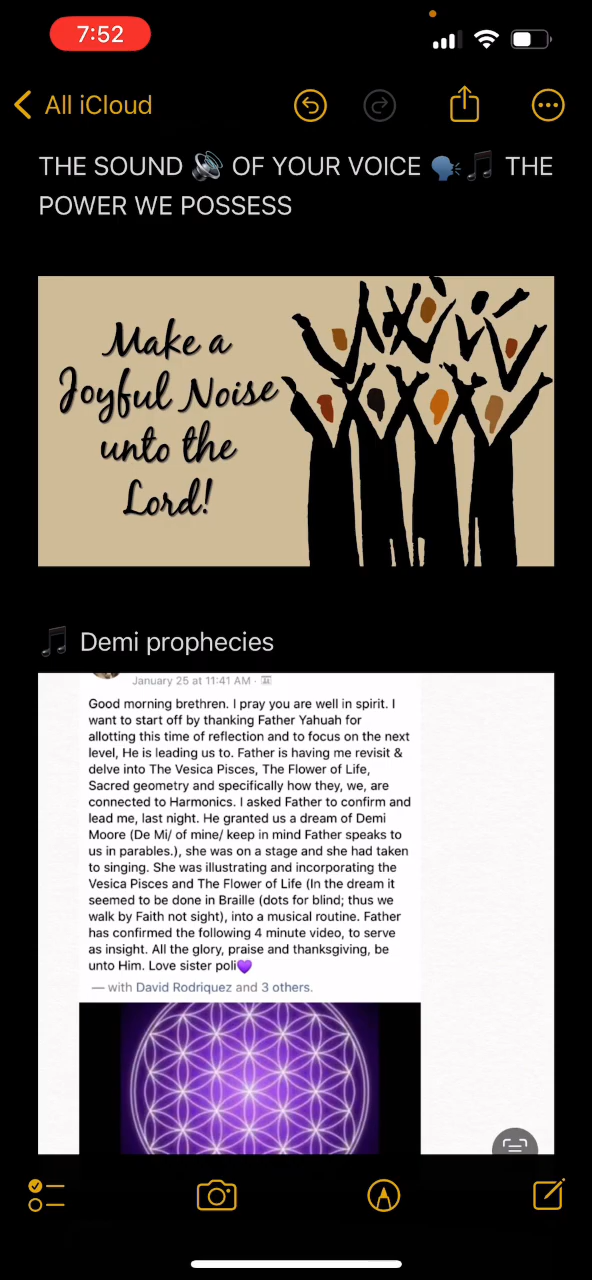 7:52
All iCloud
THE SOUND 🔊 OF YOUR VOICE 🗣️🎵 THE
POWER WE POSSESS
Make a
Joyful Noise
unto the
Lord!
🎵 Demi prophecies
January 25 at 11:41 AM ·
Good morning brethren. I pray you are well in spirit. I
want to start off by thanking Father Yahuah for
allotting this time of reflection and to focus on the next
level, He is leading us to. Father is having me revisit &
delve into The Vesica Pisces, The Flower of Life,
Sacred geometry and specifically how they, we, are
connected to Harmonics. I asked Father to confirm and
lead me, last night. He granted us a dream of Demi
Moore (De Mi/ of mine/ keep in mind Father speaks to
us in parables.), she was on a stage and she had taken
to singing. She was illustrating and incorporating the
Vesica Pisces and The Flower of Life (In the dream it
seemed to be done in Braille (dots for blind; thus we
walk by Faith not sight), into a musical routine. Father
has confirmed the following 4 minute video, to serve
as insight. All the glory, praise and thanksgiving, be
unto Him. Love sister poli💜
— with David Rodriquez and 3 others.